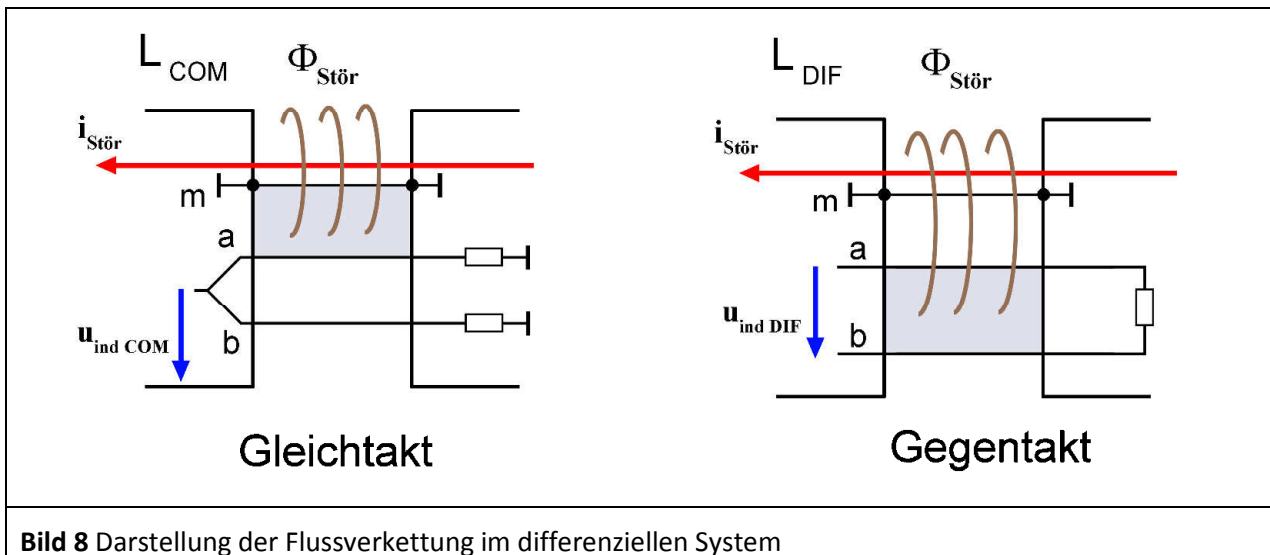 L COM Φ Stör
i Stör
m
a
u ind COM b
Gleichtakt
L DIF Φ Stör
i Stör
m
a
u ind DIF
b
Gegentakt
Bild 8 Darstellung der Flussverkettung im differenziellen System